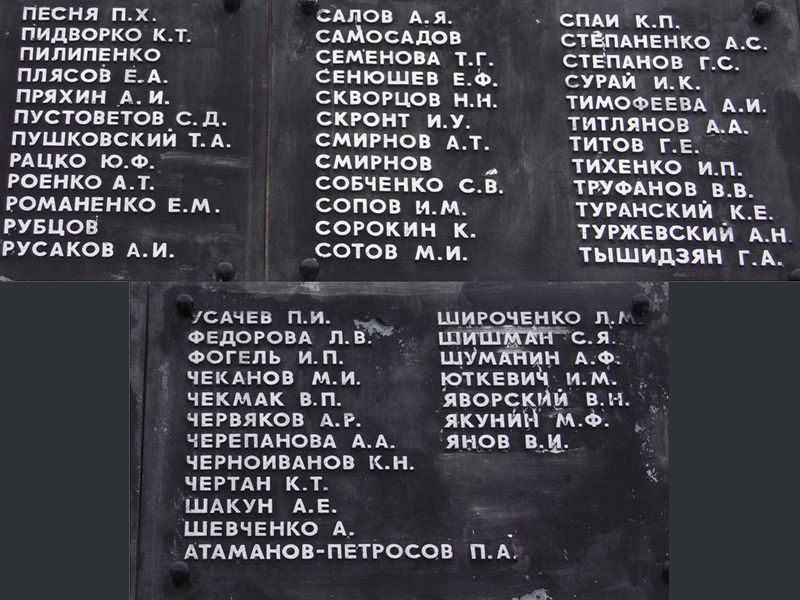 ПЕСНЯ П.Х.
ПИДВОРКО К.Т.
ПИЛИПЕНКО
ПЛЯСОВ Е.А.
ПРЯХИН А.И.
ПУСТОВЕТОВ С.Д.
ПУШКОВСКИЙ Т.А.
РАЦКО Ю.Ф.
РОЕНКО А.Т.
РОМАНЕНКО Е.М.
РУБЦОВ
РУСАКОВ А.И.
САЛОВ А.Я.
САМОСАДОВ
СЕМЕНОВА Т.Г.
СЕНЮШЕВ Е.Ф.
СКВОРЦОВ Н.Н.
СКРОНТ И.У.
СМИРНОВ А.Т.
СМИРНОВ
СОБЧЕНКО С.В.
СОПОВ И.М.
СОРОКИН К.
СОТОВ М.И.
СПАИ К.П.
СТЕПАНЕНКО А.С.
СТЕПАНОВ Г.С.
СУРАЙ И.К.
ТИМОФЕЕВА А.И.
ТИТЛЯНОВ А.А.
ТИТОВ Г.Е.
ТИХЕНКО И.П.
ТРУФАНОВ В.В.
ТУРАНСКИЙ К.Е.
ТУРЖЕВСКИЙ А.Н.
ТЫШИДЗЯН Г.А.
УСАЧЕВ П.И.
ФЕДОРОВА Л.В.
ФОГЕЛЬ И.П.
ЧЕКАНОВ М.И.
ЧЕКМАК В.П.
ЧЕРВЯКОВ А.Р.
ЧЕРЕПАНОВА А.А.
ЧЕРНОИВАНОВ К.Н.
ЧЕРТАН К.Т.
ШАКУН А.Е.
ШЕВЧЕНКО А.
АТАМАНОВ-ПЕТРОСОВ П.А.
ШИРОЧЕНКО Л.М.
ШИШМАН С.Я.
ШУМАНИН А.Ф.
ЮТКЕВИЧ И.М.
ЯВОРСКИЙ В.Н.
ЯКУНИН М.Ф.
ЯНОВ В.И.